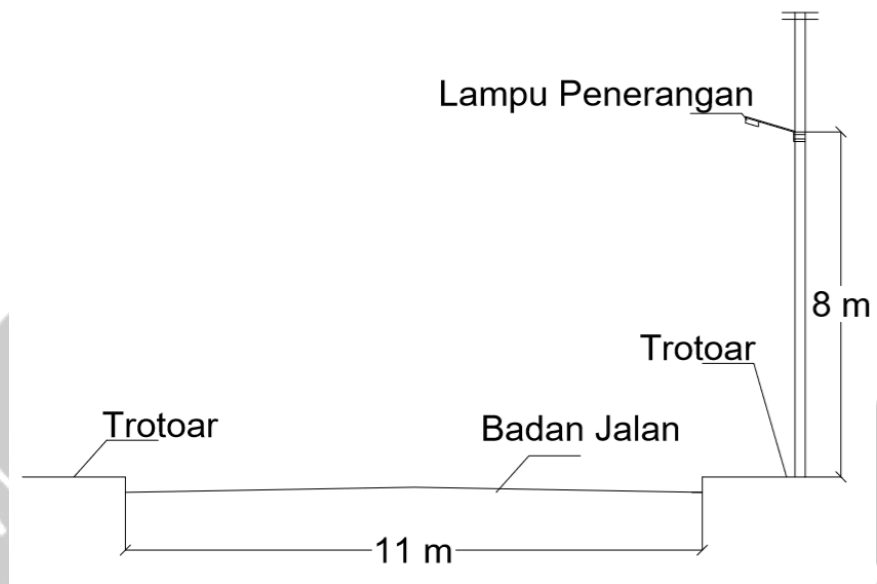 Lampu Penerangan
8 m
Trotoar
Trotoar
Badan Jalan
11 m